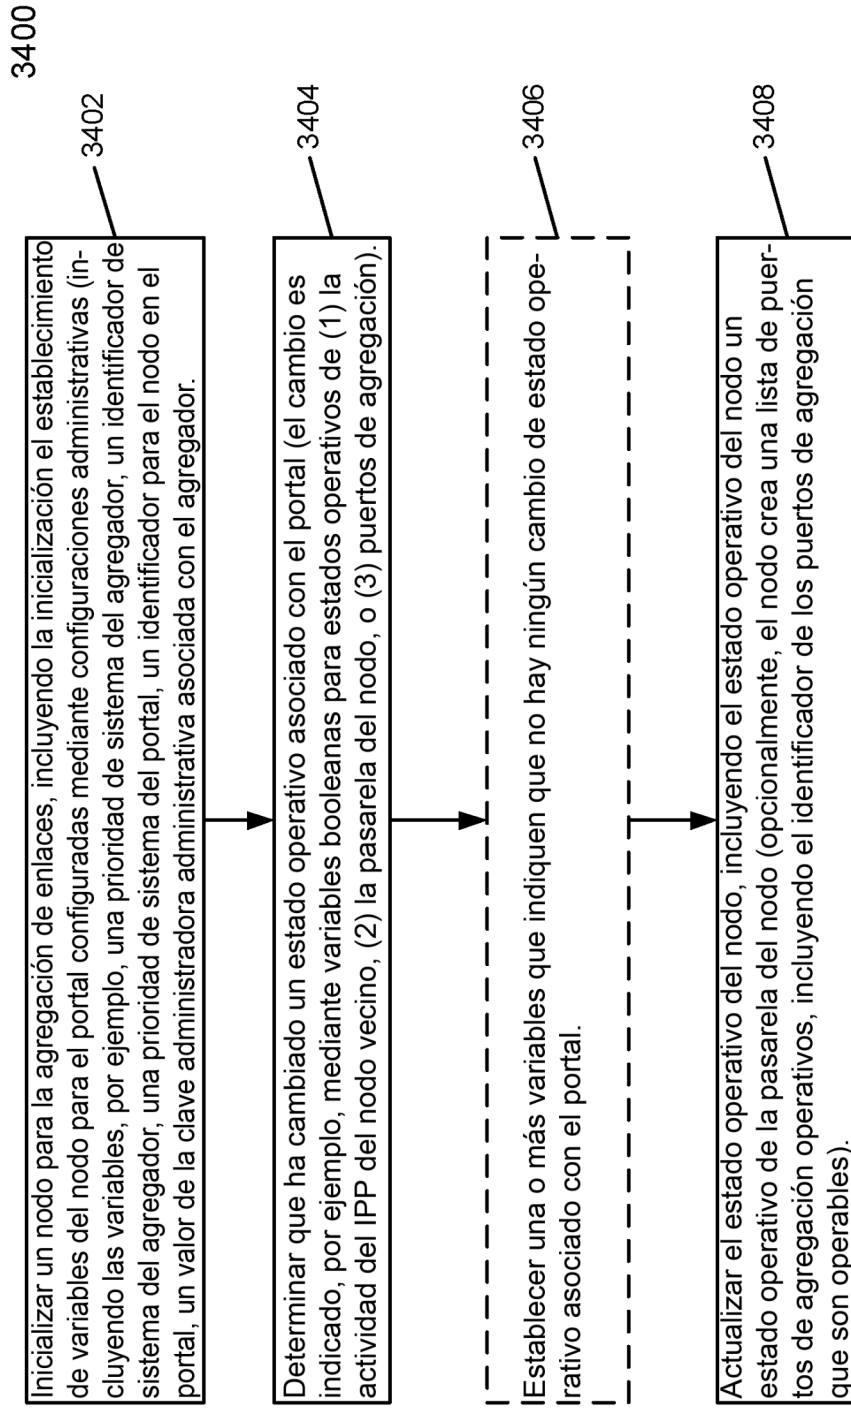 3400
3402
Inicializar un nodo para la agregación de enlaces, incluyendo la inicialización el establecimiento
de variables del nodo para el portal configuradas mediante configuraciones administrativas (in-
cluyendo las variables, por ejemplo, una prioridad de sistema del agregador, un identificador de
sistema del agregador, una prioridad de sistema del portal, un identificador para el nodo en el
portal, un valor de la clave administradora administrativa asociada con el agregador.
3404
Determinar que ha cambiado un estado operativo asociado con el portal (el cambio es
indicado, por ejemplo, mediante variables booleanas para estados operativos de (1) la
actividad del IPP del nodo vecino, (2) la pasarela del nodo, o (3) puertos de agregación).
3406
Establecer una o más variables que indiquen que no hay ningún cambio de estado ope-
rativo asociado con el portal.
3408
Actualizar el estado operativo del nodo, incluyendo el estado operativo del nodo un
estado operativo de la pasarela del nodo (opcionalmente, el nodo crea una lista de puer-
tos de agregación operativos, incluyendo el identificador de los puertos de agregación
que son operables).